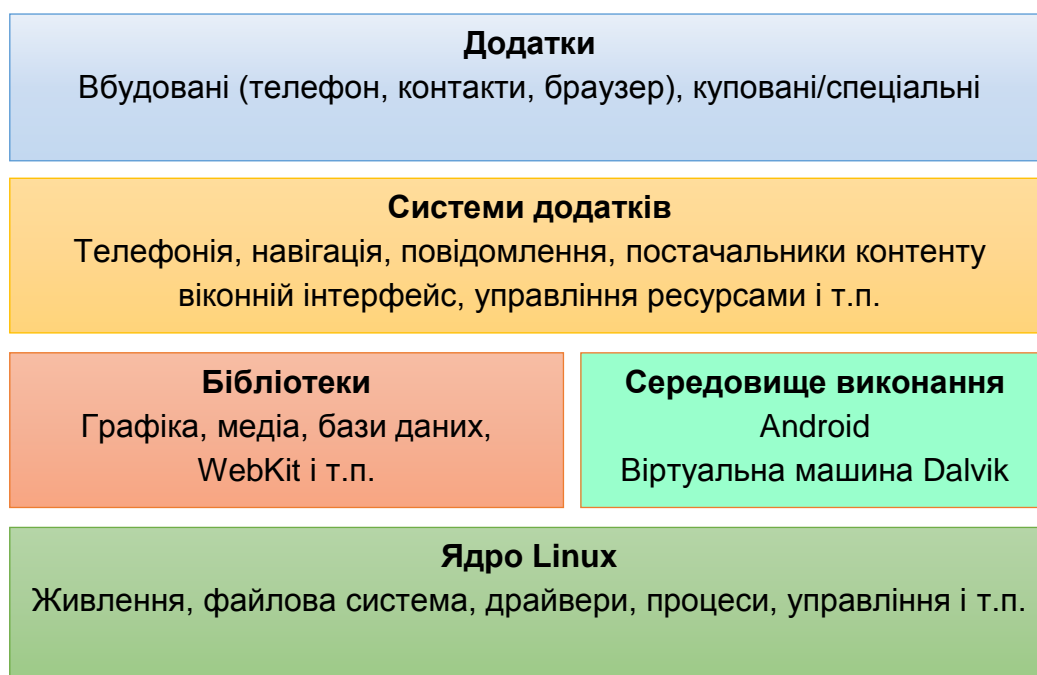 Додатки
Вбудовані (телефон, контакти, браузер), куповані/спеціальні
Системи додатків
Телефонія, навігація, повідомлення, постачальники контенту
віконній інтерфейс, управління ресурсами і т.п.
Бібліотеки
Графіка, медіа, бази даних,
WebKit і т.п.
Середовище виконання
Android
Віртуальна машина Dalvik
Ядро Linux
Живлення, файлова система, драйвери, процеси, управління і т.п.